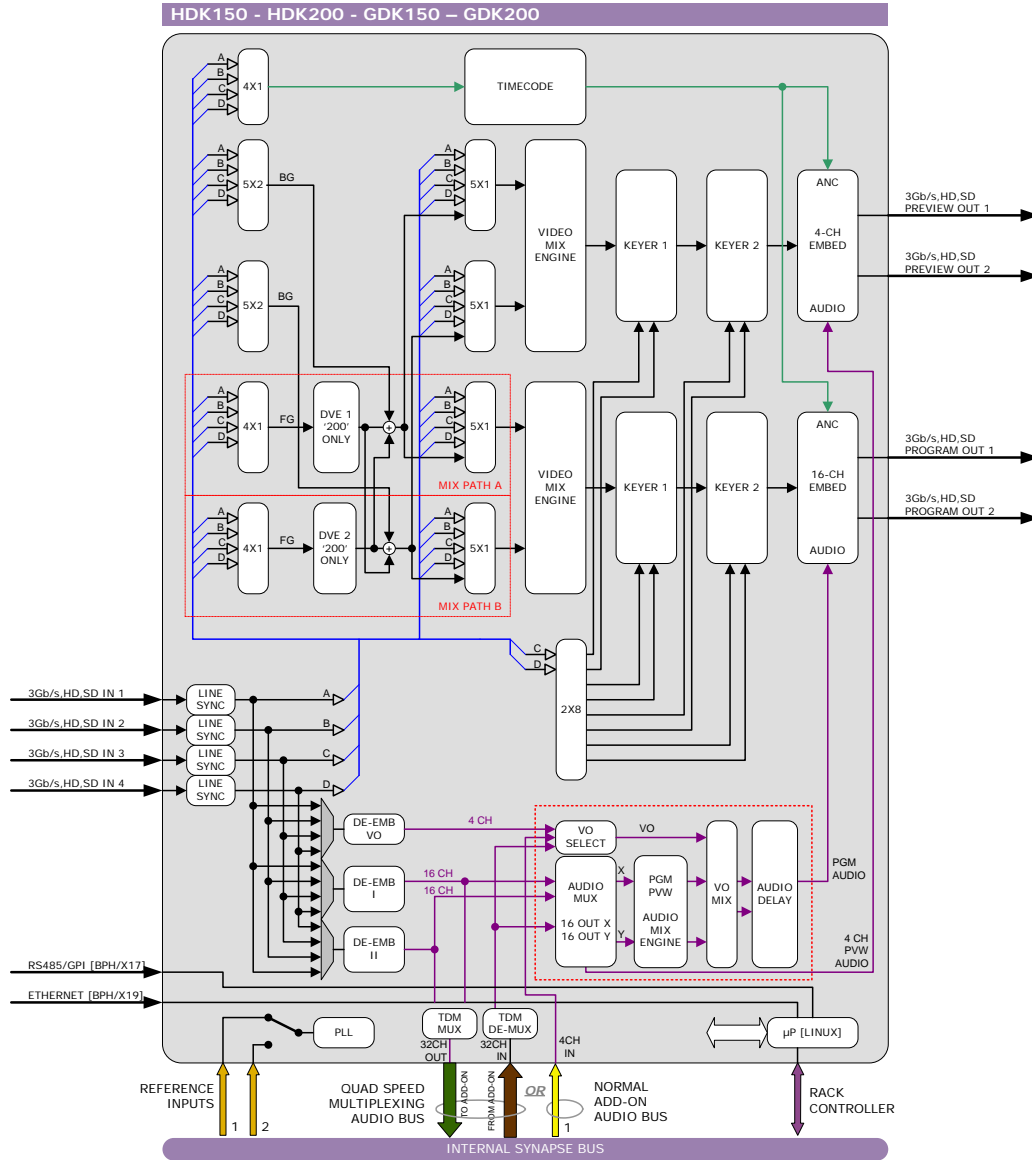 HDK150 - HDK200 - GDK150 – GDK200
A
B
C
D
4X1
TIMECODE
A
B
C
D
5X2
BG
A
B
C
D
5X1
VIDEO
MIX
ENGINE
KEYER 1
KEYER 2
ANC
4-CH
EMBED
AUDIO
3Gb/s,HD,SD
PREVIEW OUT 1
3Gb/s,HD,SD
PREVIEW OUT 2
A
B
C
D
5X2
BG
A
B
C
D
5X1
A
B
C
D
4X1
FG
DVE 1
'200'
ONLY
+
A
B
C
D
5X1
MIX PATH A
VIDEO
MIX
ENGINE
KEYER 1
KEYER 2
ANC
16-CH
EMBED
AUDIO
3Gb/s,HD,SD
PROGRAM OUT 1
3Gb/s,HD,SD
PROGRAM OUT 2
A
B
C
D
4X1
FG
DVE 2
'200'
ONLY
+
A
B
C
D
5X1
MIX PATH B
C
D
2X8
3Gb/s,HD,SD IN 1
LINE
SYNC
A
3Gb/s,HD,SD IN 2
LINE
SYNC
B
3Gb/s,HD,SD IN 3
LINE
SYNC
C
3Gb/s,HD,SD IN 4
LINE
SYNC
D
DE-EMB
VO
4 CH
VO
SELECT
VO
DE-EMB
I
16 CH
16 CH
AUDIO
MUX
16 OUT X
16 OUT Y
X
Y
PGM
PVW
AUDIO
MIX
ENGINE
VO
MIX
AUDIO
DELAY
PGM
AUDIO
4 CH
PVW
AUDIO
DE-EMB
II
RS485/GPI [BPH/X17]
ETHERNET [BPH/X19]
PLL
TDM
MUX
TDM
DE-MUX
32CH
OUT
32CH
IN
4CH
IN
µP [LINUX]
REFERENCE
INPUTS
1
2
QUAD SPEED
MULTIPLEXING
AUDIO BUS
TO ADD-ON
FROM ADD-ON
OR
1
NORMAL
ADD-ON
AUDIO BUS
RACK
CONTROLLER
INTERNAL SYNAPSE BUS